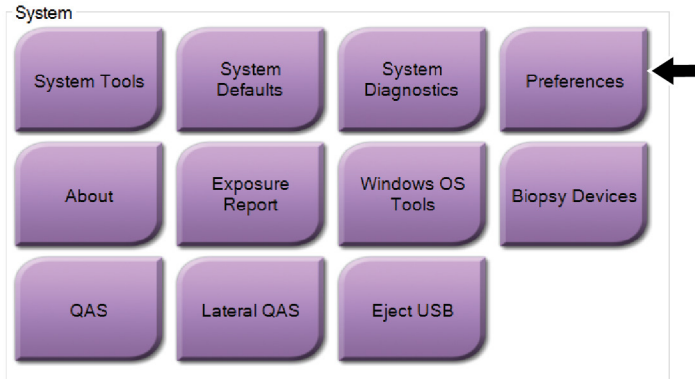 System
System Tools
System
Defaults
System
Diagnostics
Preferences
About
Exposure
Report
Windows OS
Tools
Biopsy Devices
QAS
Lateral QAS
Eject USB